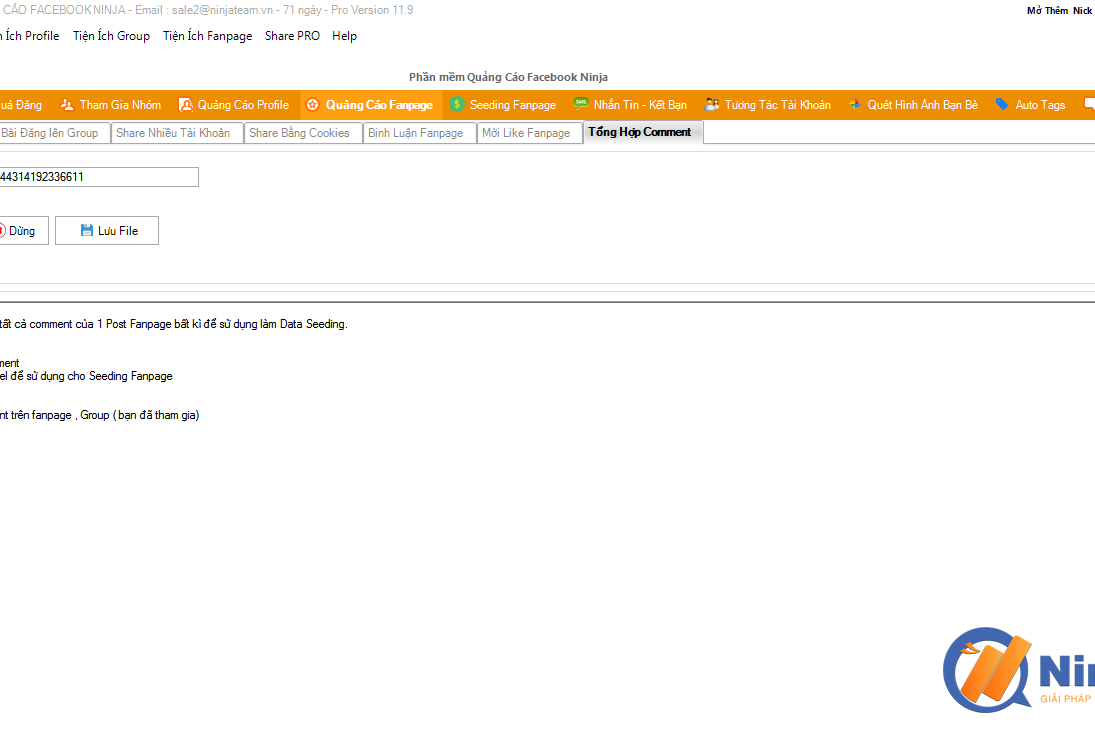 CÁO FACEBOOK NINJA - Email : sale2@ninjateam.vn - 71 ngày - Pro Version 11.9
Mở Thêm Nick
Ích Profile Tiện Ích Group Tiện Ích Fanpage Share PRO Help
Phần mềm Quảng Cáo Facebook Ninja
uả Đăng Tham Gia Nhóm Quảng Cáo Profile Quảng Cáo Fanpage Seeding Fanpage Nhắn Tin - Kết Bạn Tương Tác Tài Khoản Quét Hình Ảnh Bạn Bè Auto Tags
Bài Đăng lên Group Share Nhiều Tài Khoản Share Bằng Cookies Bình Luận Fanpage Mời Like Fanpage Tổng Hợp Comment
44314192336611
Dừng Lưu File
tất cả comment của 1 Post Fanpage bất kì để sử dụng làm Data Seeding.
ment
el để sử dụng cho Seeding Fanpage
nt trên fanpage , Group ( bạn đã tham gia)
SMS
Nin
GIẢI PHÁP